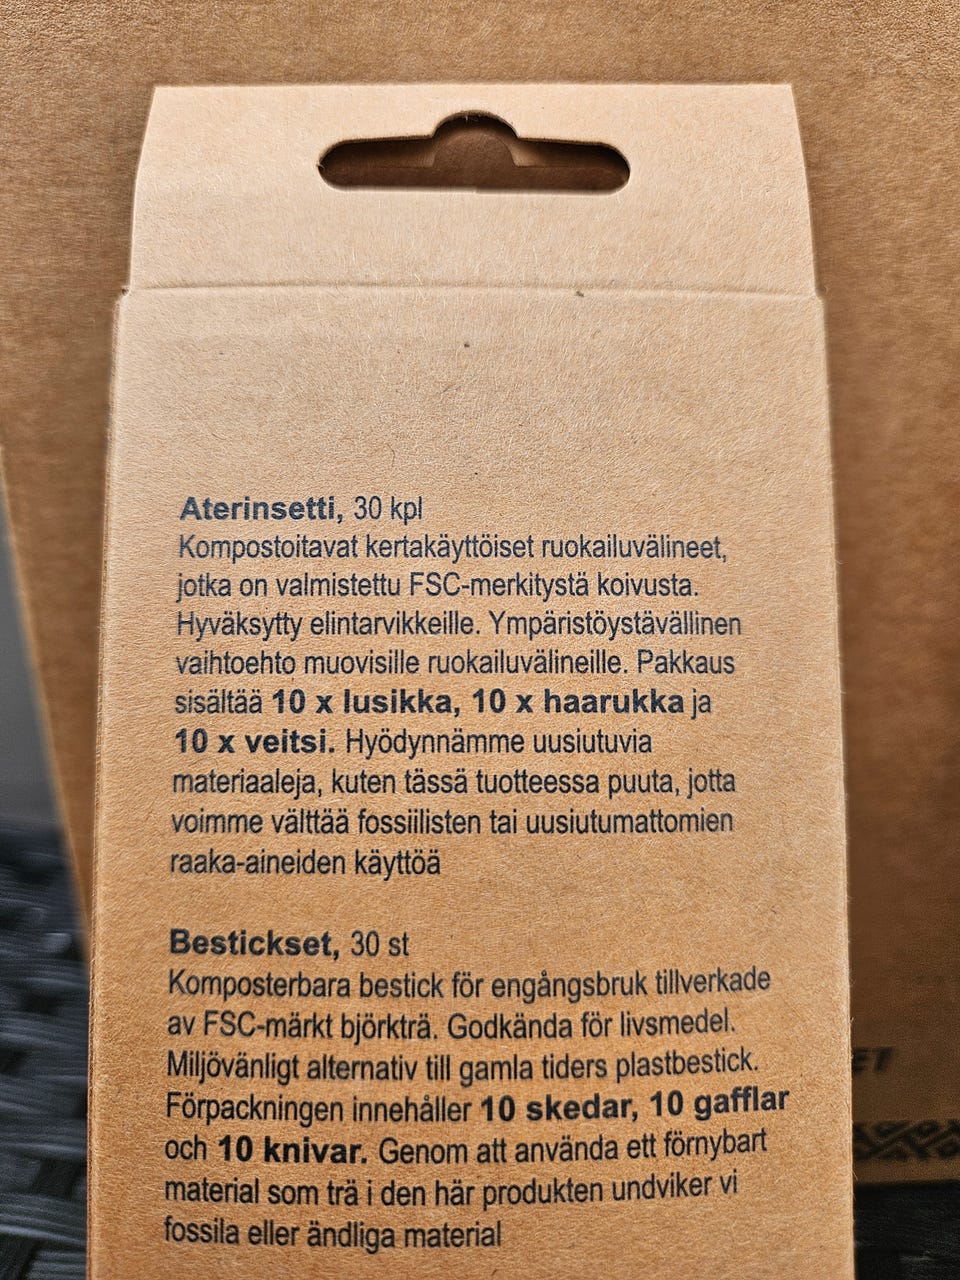 Aterinsetti, 30 kpl
Kompostoitavat kertakäyttöiset ruokailuvälineet,
jotka on valmistettu FSC-merkitystä koivusta.
Hyväksytty elintarvikkeille. Ympäristöystävällinen
vaihtoehto muovisille ruokailuvälineille. Pakkaus
sisältää 10 x lusikka, 10 x haarukka ja
10 x veitsi. Hyödynnämme uusiutuvia
materiaaleja, kuten tässä tuotteessa puuta, jotta
voimme välttää fossiilisten tai uusiutumattomien
raaka-aineiden käyttöä
Bestickset, 30 st
Komposterbara bestick för engångsbruk tillverkade
av FSC-märkt björkträ. Godkända för livsmedel.
Miljövänligt alternativ till gamla tiders plastbestick.
Förpackningen innehåller 10 skedar, 10 gafflar
och 10 knivar. Genom att använda ett förnybart
material som trä i den här produkten undviker vi
fossila eller ändliga material